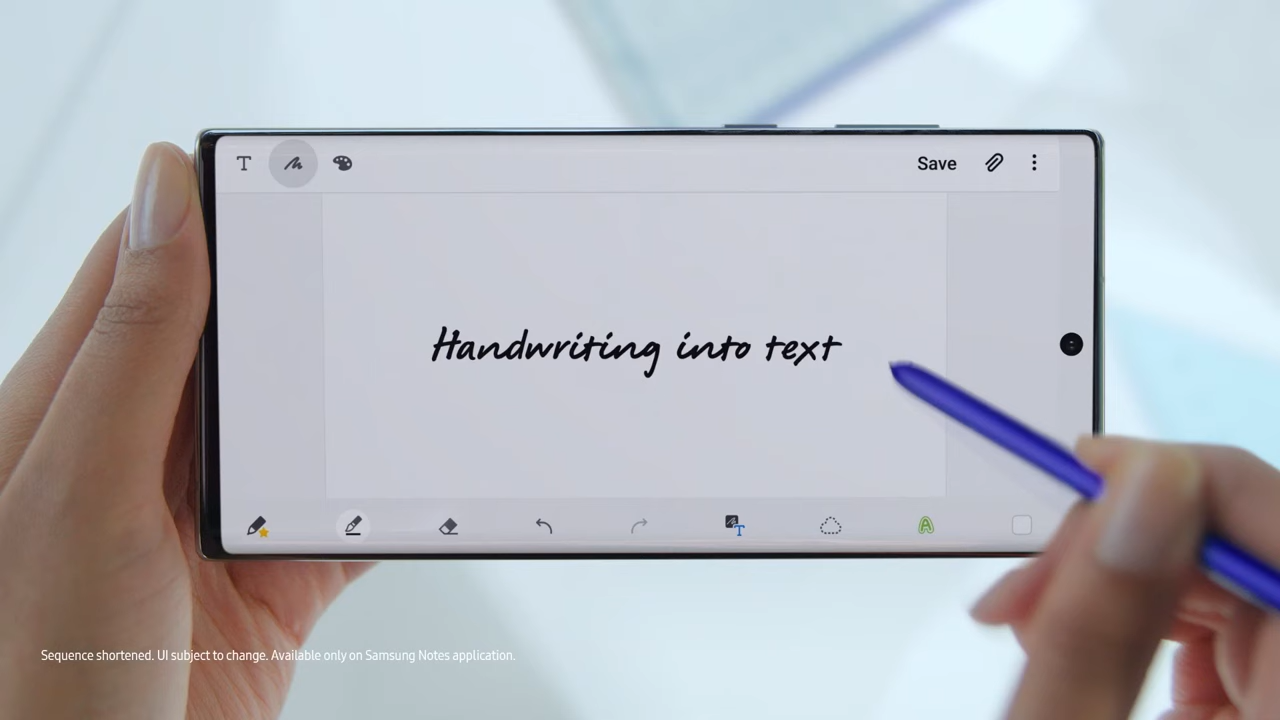 T
Save
Handwriting into text
T
A
Sequence shortened. UI subject to change. Available only on Samsung Notes application.